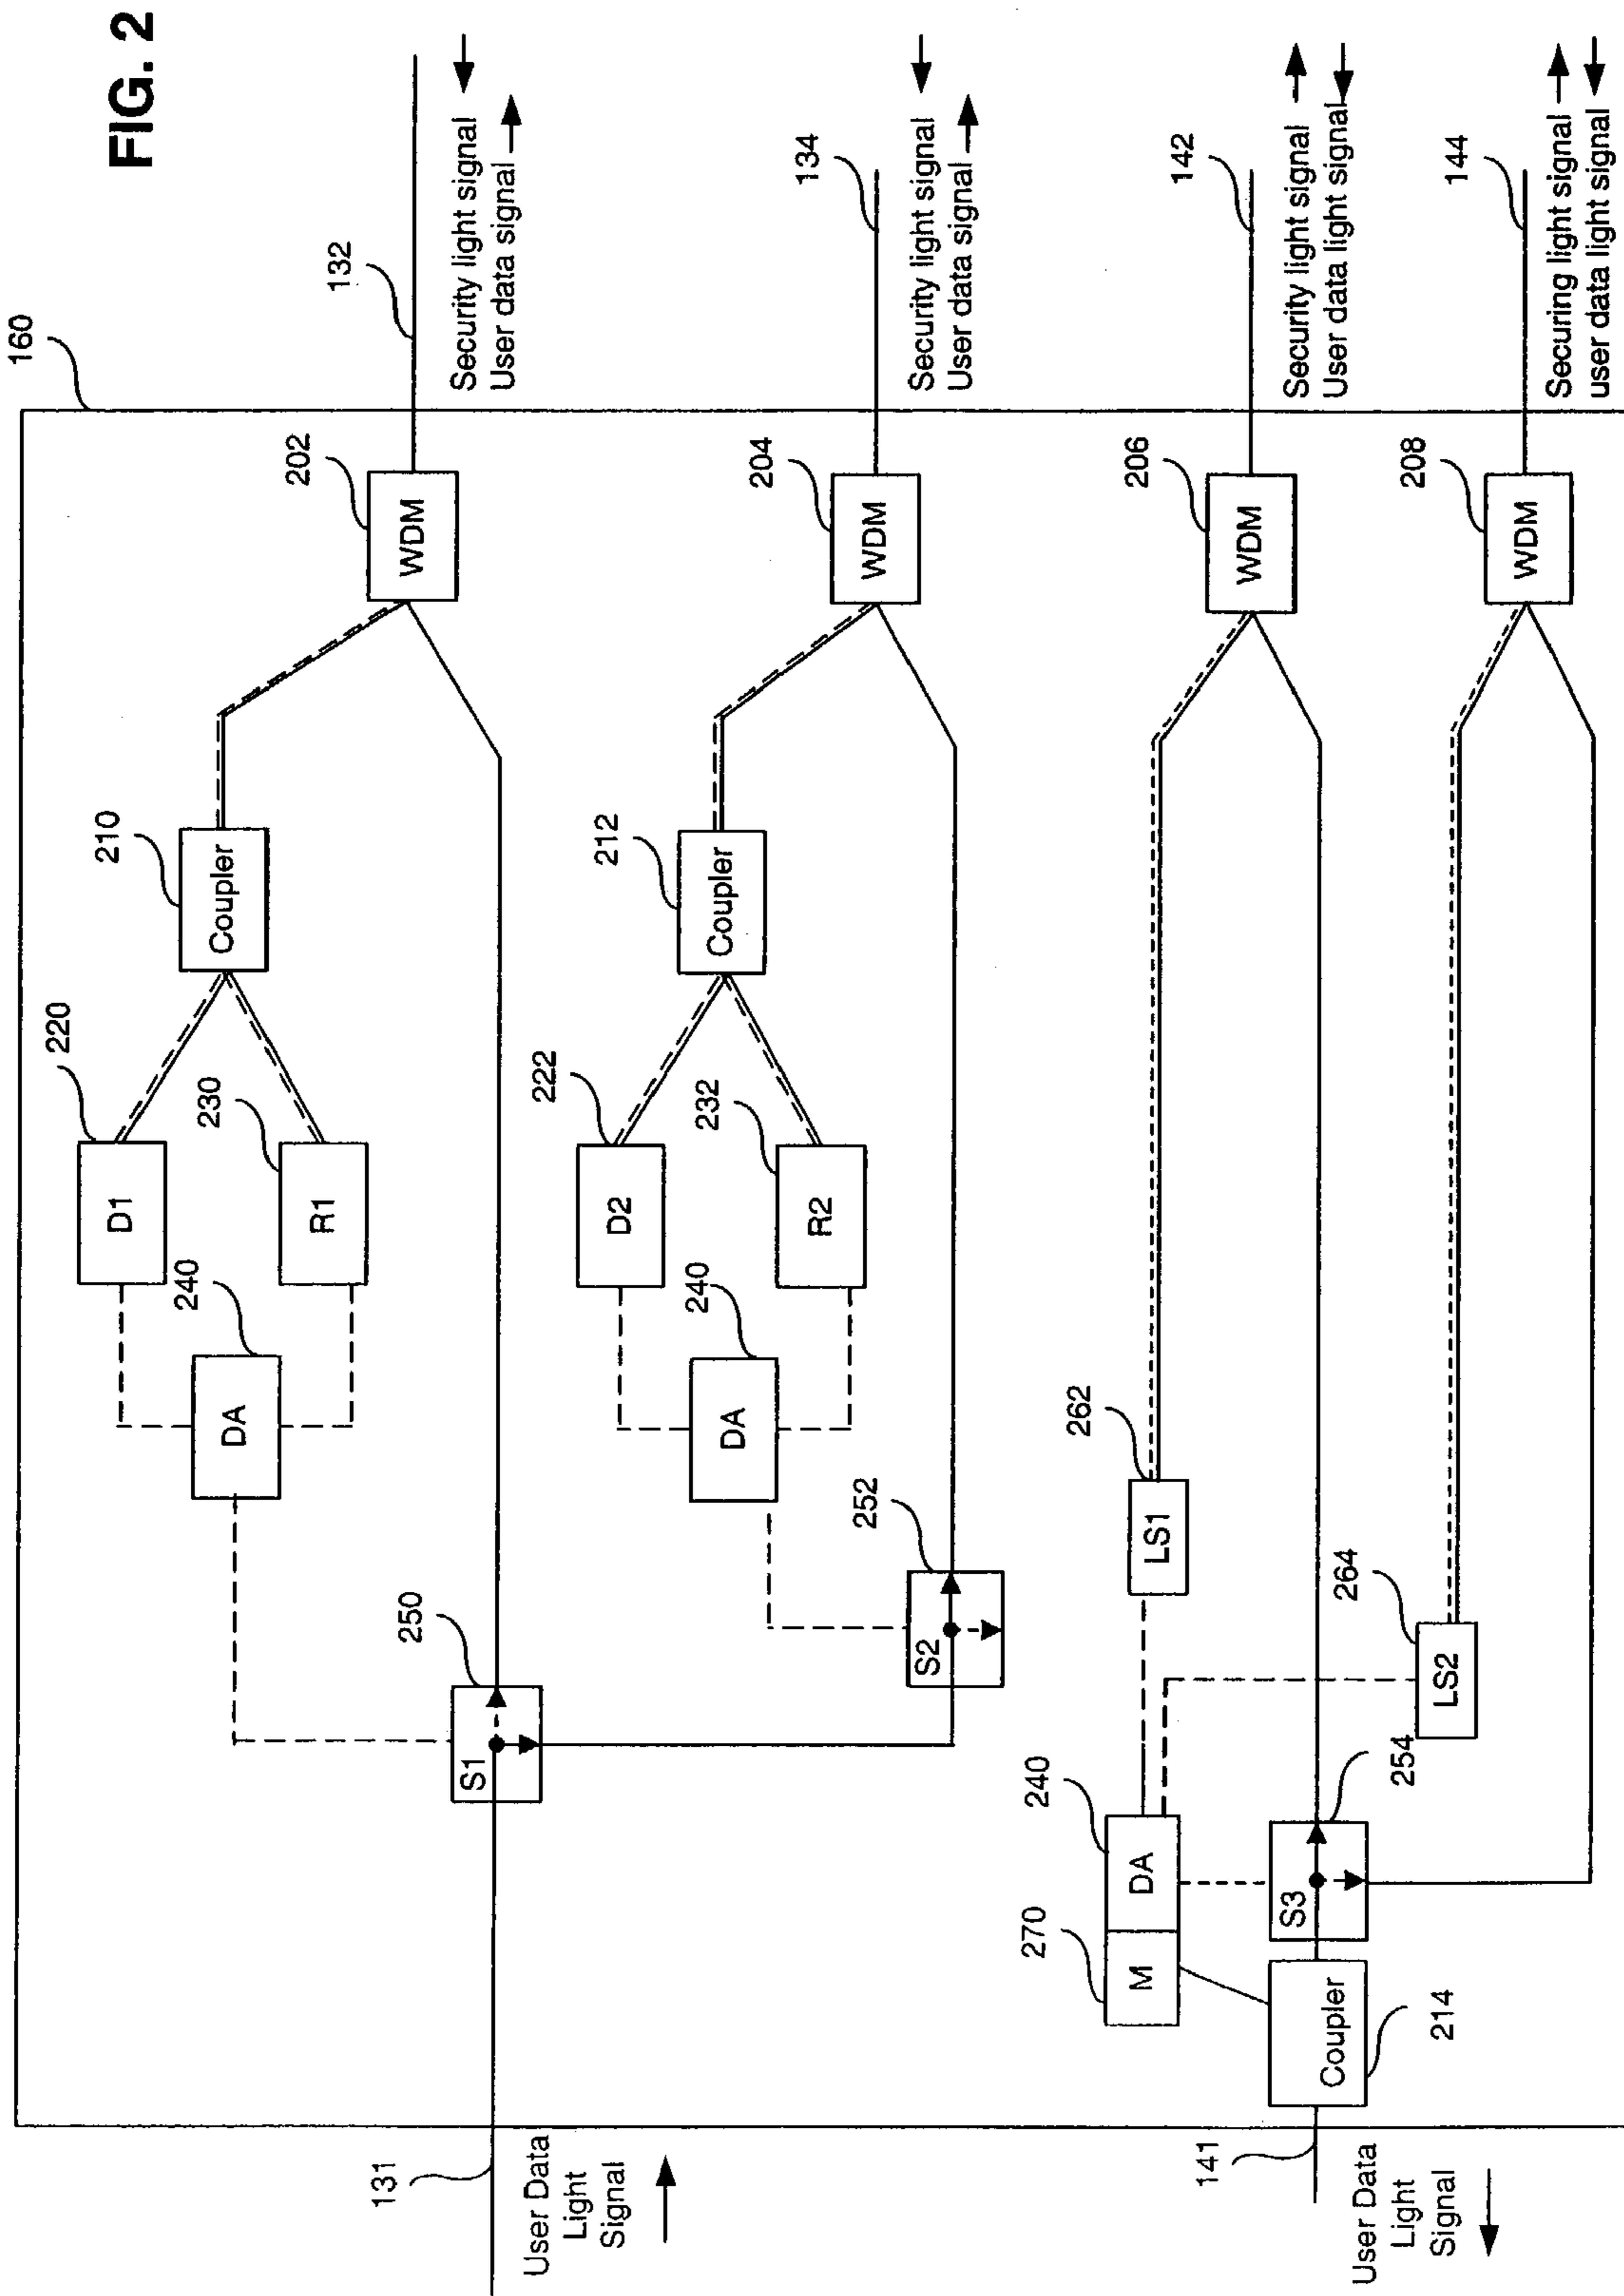 FIG. 2
160
132
Security light signal
User data signal
202
WDM
210
Coupler
220
D1
230
R1
240
DA
250
S1
131
User Data
Light
Signal
134
Security light signal
User data signal
204
WDM
212
Coupler
222
D2
232
R2
240
DA
252
S2
142
Security light signal
User data light signal
206
WDM
262
LS1
240
DA
270
M
254
S3
Coupler
214
141
User Data
Light
Signal
144
Securing light signal
user data light signal
208
WDM
264
LS2